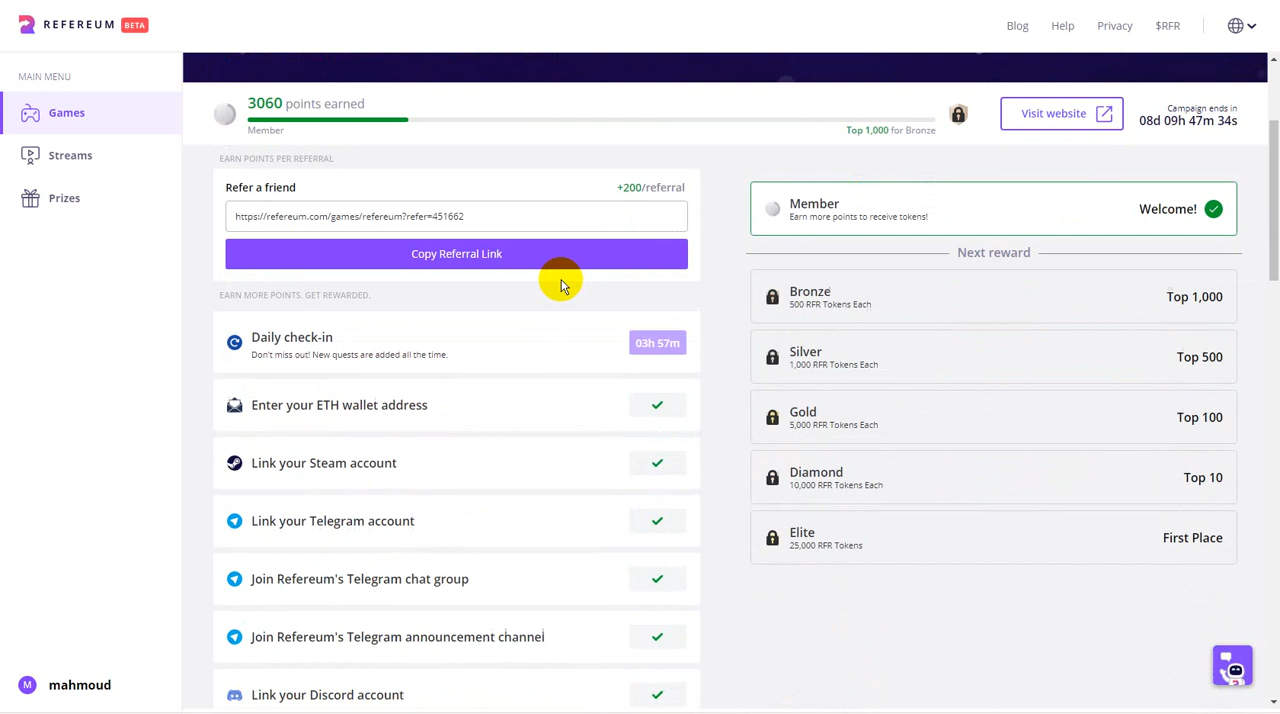 REFEREUM BETA
Blog Help Privacy $RFR
MAIN MENU
Games
Streams
Prizes
3060 points earned
Member
Top 1,000 for Bronze
Visit website
Campaign ends in
08d 09h 47m 34s
EARN POINTS PER REFERRAL
Refer a friend
+200/referral
https://refereum.com/games/refereum?refer=451662
Copy Referral Link
EARN MORE POINTS. GET REWARDED.
Daily check-in
Don't miss out! New quests are added all the time.
03h 57m
Enter your ETH wallet address
Link your Steam account
Link your Telegram account
Join Refereum's Telegram chat group
Join Refereum's Telegram announcement channel
Link your Discord account
Member
Earn more points to receive tokens!
Welcome!
Next reward
Bronze
500 RFR Tokens Each
Top 1,000
Silver
1,000 RFR Tokens Each
Top 500
Gold
5,000 RFR Tokens Each
Top 100
Diamond
10,000 RFR Tokens Each
Top 10
Elite
25,000 RFR Tokens
First Place
M mahmoud